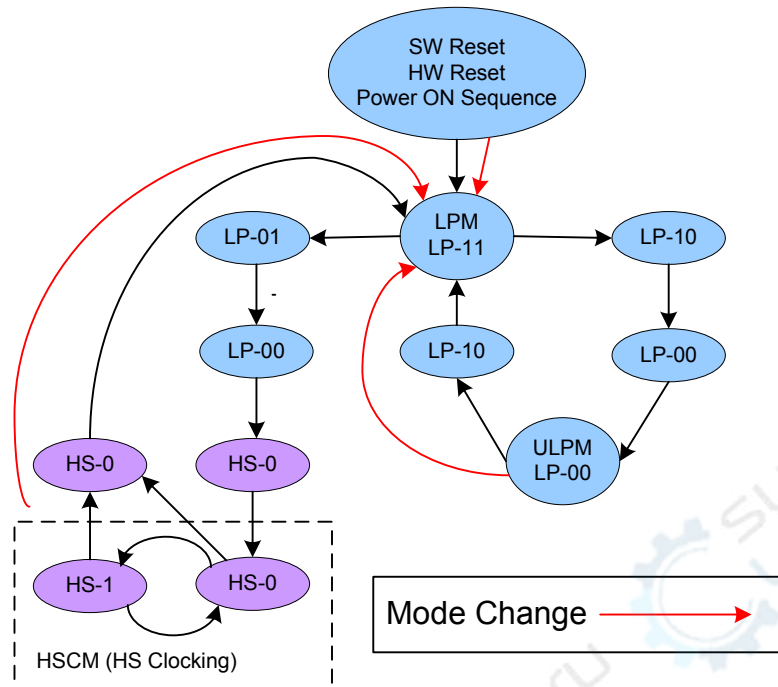 SW Reset
HW Reset
Power ON Sequence
LPM
LP-11
LP-01
LP-10
LP-00
LP-10
LP-00
ULPM
LP-00
HS-0
HS-0
HS-1
HS-0
HSCM (HS Clocking)
Mode Change